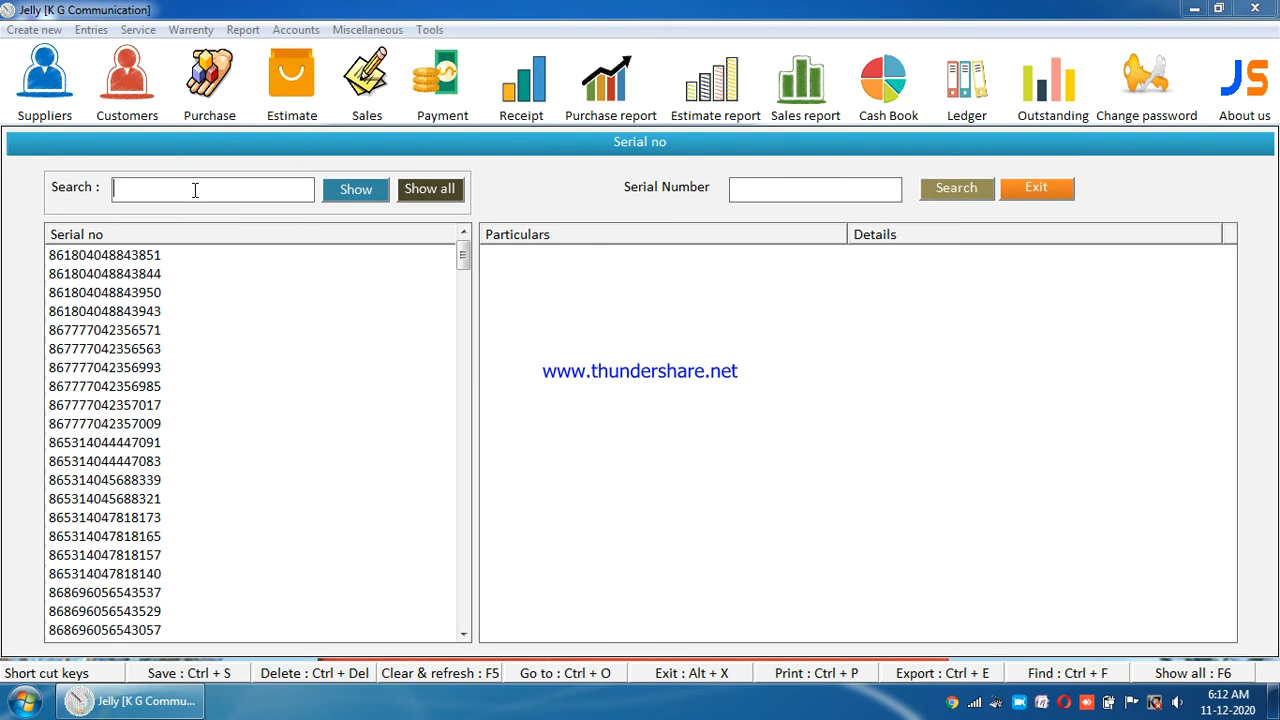 Jelly [K G Communication]
Create new Entries Service Warrenty Report Accounts Miscellaneous Tools
Suppliers Customers Purchase Estimate Sales Payment Receipt Purchase report Estimate report Sales report Cash Book Ledger Outstanding Change password About us
Serial no
Search : Show Show all Serial Number Search Exit
Serial no Particulars Details
861804048843851
861804048843844
861804048843950
861804048843943
867777042356571
867777042356563
867777042356993
867777042356985
867777042357017
867777042357009
865314044447091
865314044447083
865314045688339
865314045688321
865314047818173
865314047818165
865314047818157
865314047818140
868696056543537
868696056543529
868696056543057
www.thundershare.net
Short cut keys Save : Ctrl + S Delete : Ctrl + Del Clear & refresh : F5 Go to : Ctrl + O Exit : Alt + X Print : Ctrl + P Export : Ctrl + E Find : Ctrl + F Show all : F6
Jelly [K G Commu...
6:12 AM
11-12-2020